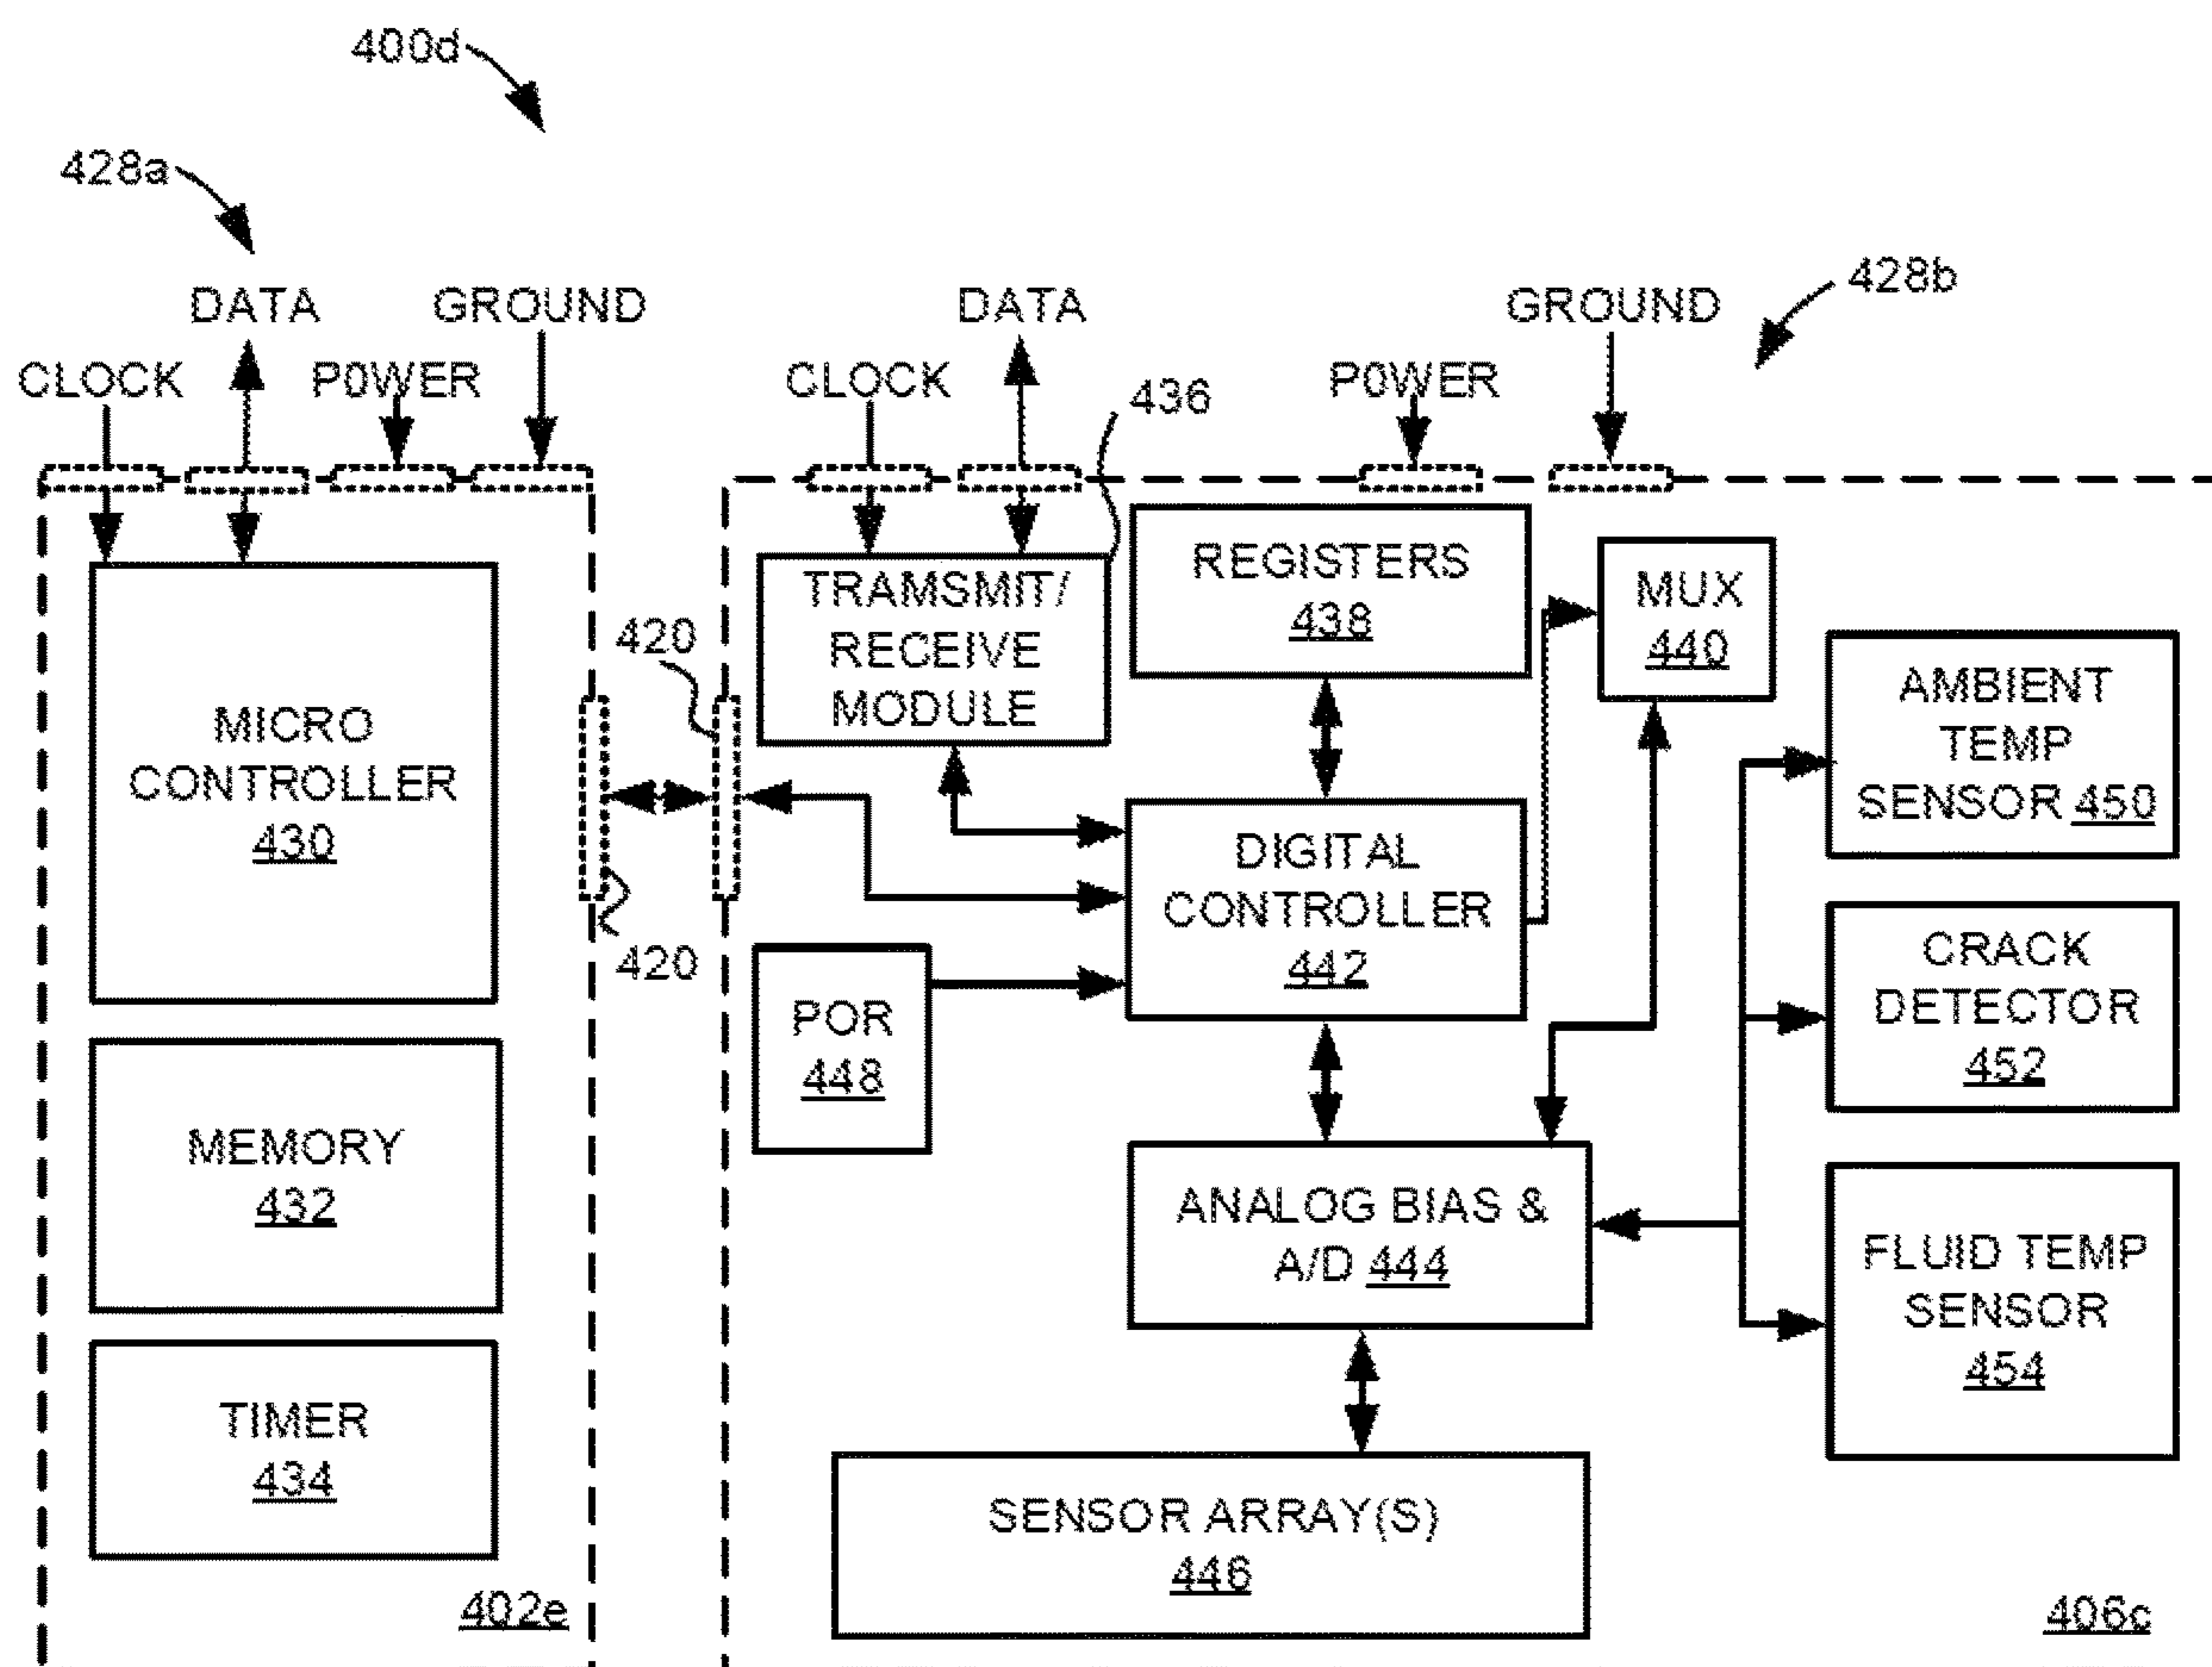 400d
428a
DATA
GROUND
CLOCK
P0WER
DATA
GROUND
428b
CLOCK
P0WER
436
MICRO
CONTROLLER
430
MEMORY
432
TIMER
434
402e
420
420
TRAMSMIT/
RECEIVE
MODULE
REGISTERS
438
MUX
440
DIGITAL
CONTROLLER
442
POR
448
ANALOG BIAS &
A/D 444
SENSOR ARRAY(S)
446
AMBIENT
TEMP
SENSOR 450
CRACK
DETECTOR
452
FLUID TEMP
SENSOR
454
406c